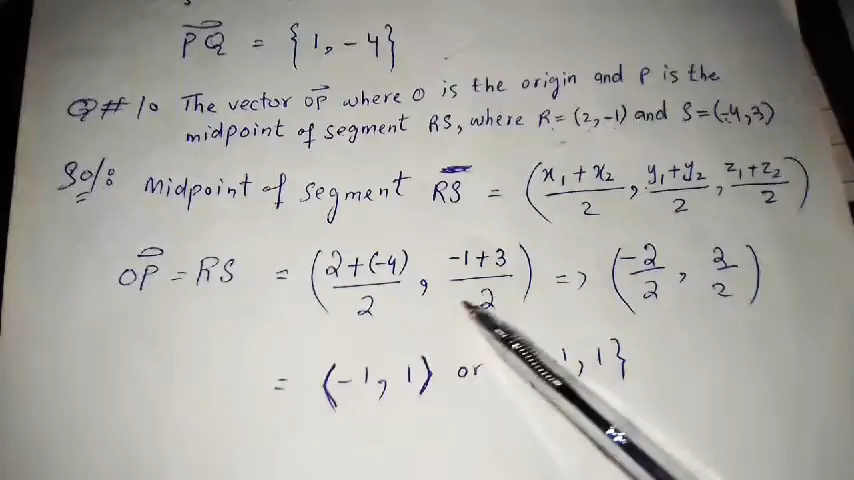 PQ = {1, -4}
Q#10 The vector OP where O is the origin and P is the
midpoint of segment RS, where R = (2, -1) and S = (-4, 3)
Sol: Midpoint of segment RS = (x₁+x₂/2, y₁+y₂/2, z₁+z₂/2)
OP = RS = (2+(-4)/2, -1+3/2) => (-2/2, 2/2)
= (-1, 1) or 1, 1}